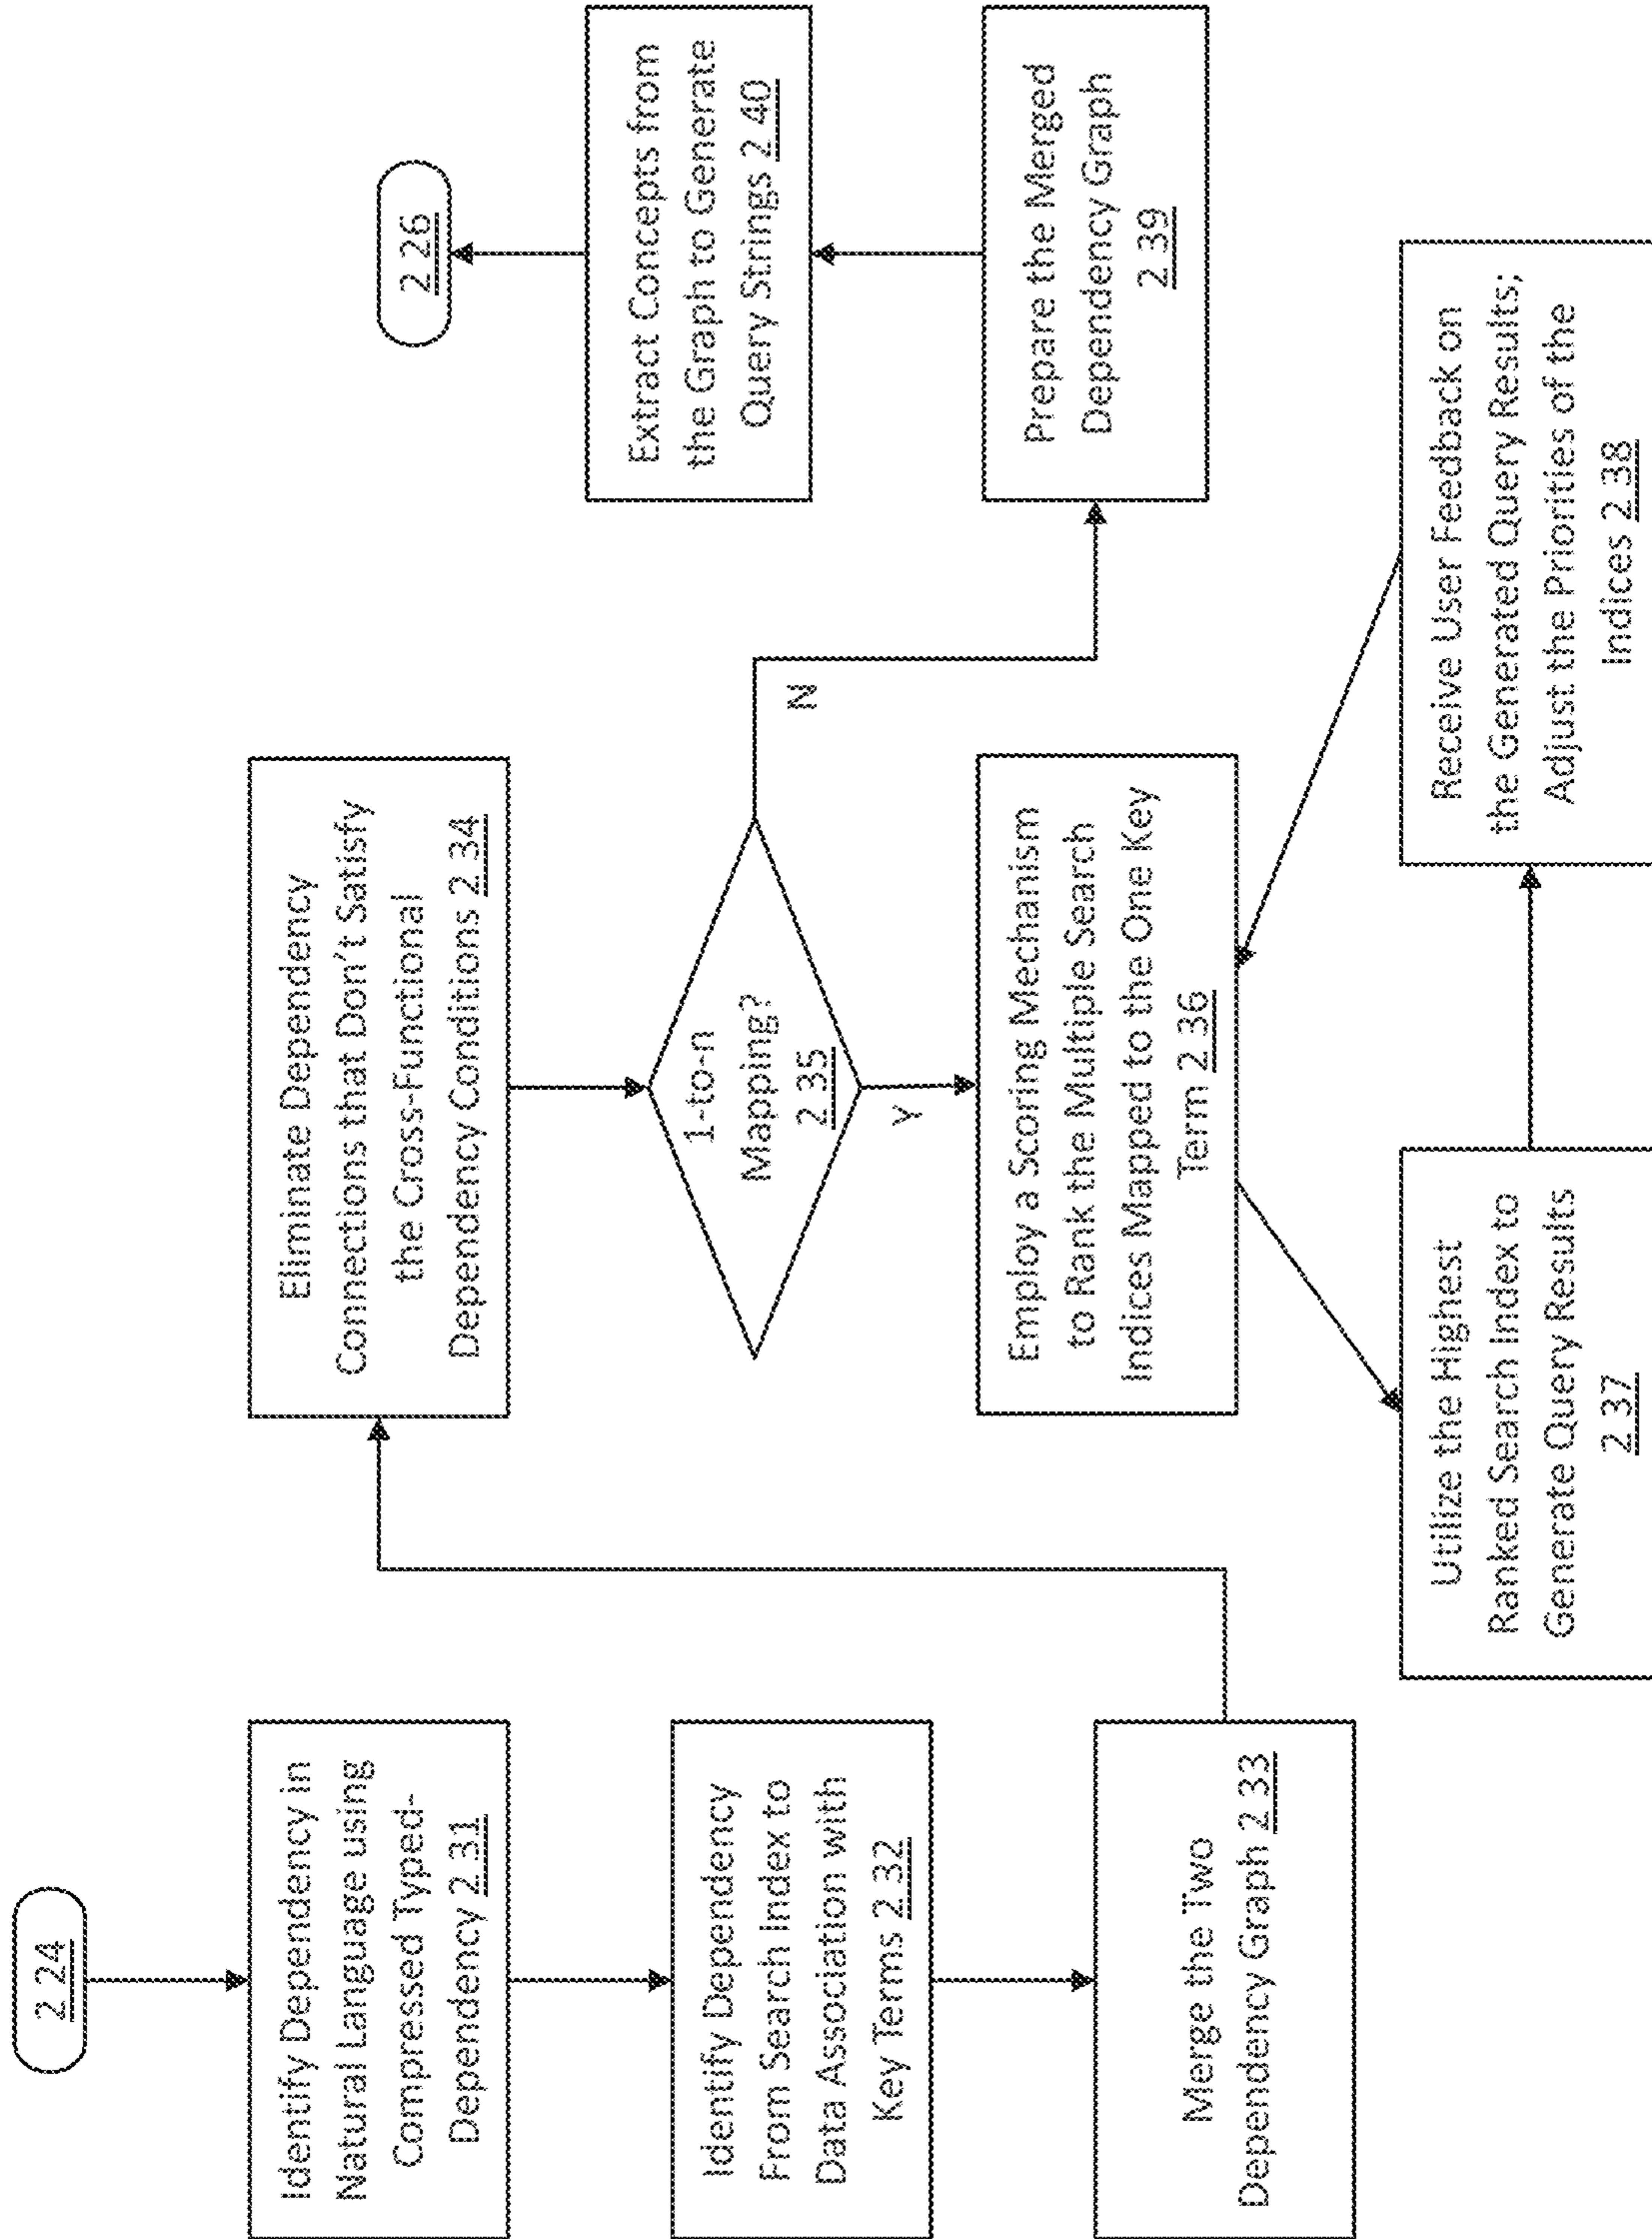 2 24
Identify Dependency in
Natural Language using
Compressed Typed-
Dependency 2 31
Identify Dependency
From Search Index to
Data Association with
Key Terms 2 32
Merge the Two
Dependency Graph 2 33
Eliminate Dependency
Connections that Don't Satisfy
the Cross-Functional
Dependency Conditions 2 34
1-to-n
Mapping?
2 35
Y
N
Employ a Scoring Mechanism
to Rank the Multiple Search
Indices Mapped to the One Key
Term 2 36
Utilize the Highest
Ranked Search Index to
Generate Query Results
2 37
Receive User Feedback on
the Generated Query Results;
Adjust the Priorities of the
Indices 2 38
Prepare the Merged
Dependency Graph
2 39
Extract Concepts from
the Graph to Generate
Query Strings 2 40
2 26